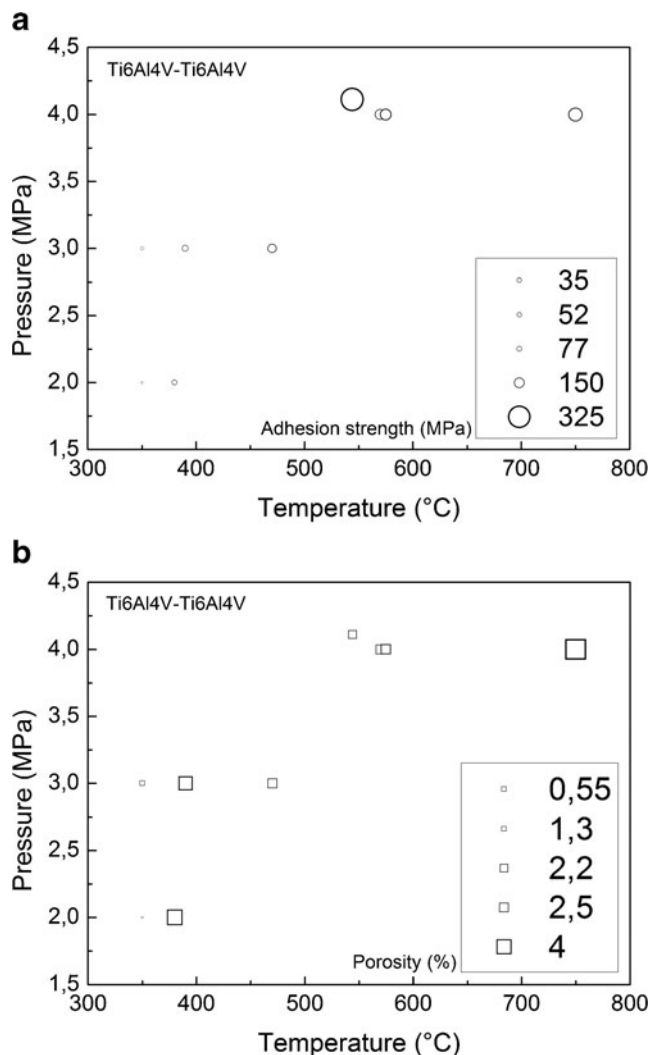 a
4,5
Ti6Al4V-Ti6Al4V
4,0
3,5
3,0
2,5
2,0
1,5
Pressure (MPa)
35
52
77
150
325
Adhesion strength (MPa)
300 400 500 600 700 800
Temperature (°C)
b
4,5
Ti6Al4V-Ti6Al4V
4,0
3,5
3,0
2,5
2,0
1,5
Pressure (MPa)
0,55
1,3
2,2
2,5
4
Porosity (%)
300 400 500 600 700 800
Temperature (°C)